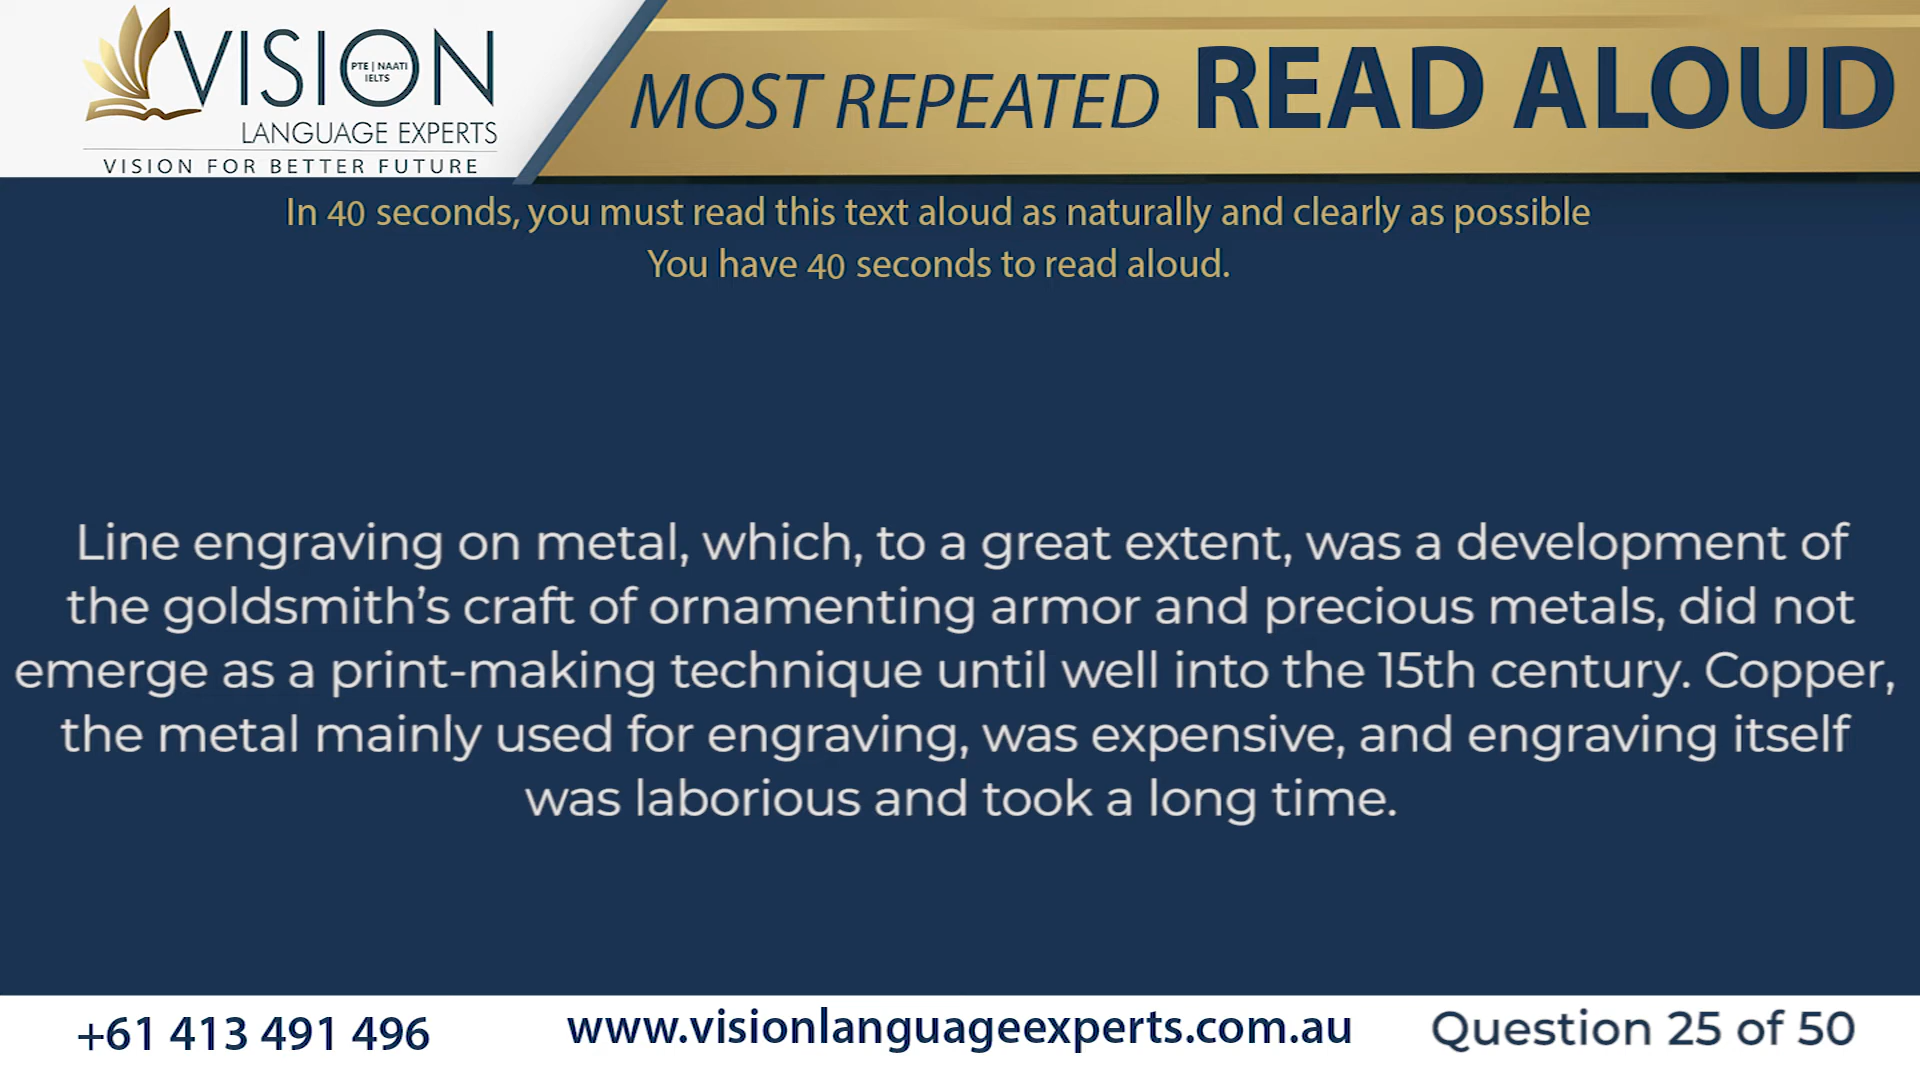 VISION
PTE | NAATI
IELTS
LANGUAGE EXPERTS
VISION FOR BETTER FUTURE
MOST REPEATED READ ALOUD
In 40 seconds, you must read this text aloud as naturally and clearly as possible
You have 40 seconds to read aloud.
Line engraving on metal, which, to a great extent, was a development of
the goldsmith’s craft of ornamenting armor and precious metals, did not
emerge as a print-making technique until well into the 15th century. Copper,
the metal mainly used for engraving, was expensive, and engraving itself
was laborious and took a long time.
+61 413 491 496
www.visionlanguageexperts.com.au
Question 25 of 50